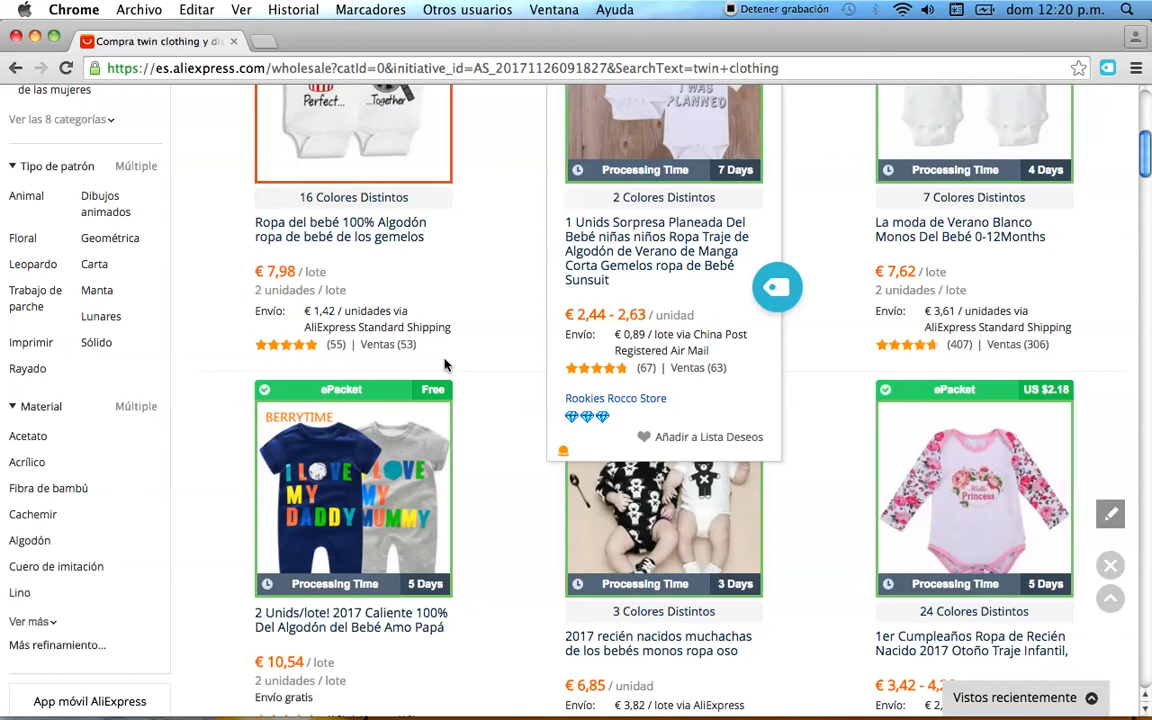 Chrome Archivo Editar Ver Historial Marcadores Otros usuarios Ventana Ayuda Detener grabación dom 12:20 p.m.
Compra twin clothing y di
https://es.aliexpress.com/wholesale?catId=0&initiative_id=AS_20171126091827&SearchText=twin+clothing
de las mujeres
Ver las 8 categorías
Tipo de patrón Múltiple
Animal Dibujos
animados
Floral Geométrica
Leopardo Carta
Trabajo de Manta
parche
Lunares
Imprimir Sólido
Rayado
Material Múltiple
Acetato
Acrílico
Fibra de bambú
Cachemir
Algodón
Cuero de imitación
Lino
Ver más
Más refinamiento...
App móvil AliExpress
Perfect... ...Together
16 Colores Distintos
Ropa del bebé 100% Algodón
ropa de bebé de los gemelos
€ 7,98 / lote
2 unidades / lote
Envío: € 1,42 / unidades via
AliExpress Standard Shipping
(55) | Ventas (53)
I WAS
PLANNED
Processing Time 7 Days
2 Colores Distintos
1 Unids Sorpresa Planeada Del
Bebé niñas niños Ropa Traje de
Algodón de Verano de Manga
Corta Gemelos ropa de Bebé
Sunsuit
€ 2,44 - 2,63 / unidad
Envío: € 0,89 / lote via China Post
Registered Air Mail
(67) | Ventas (63)
Rookies Rocco Store
Añadir a Lista Deseos
Processing Time 4 Days
7 Colores Distintos
La moda de Verano Blanco
Monos Del Bebé 0-12Months
€ 7,62 / lote
2 unidades / lote
Envío: € 3,61 / unidades via
AliExpress Standard Shipping
(407) | Ventas (306)
ePacket Free
BERRYTIME
I LOVE
MY
DADDY
LOVE
MY
MUMMY
Processing Time 5 Days
2 Unids/lote! 2017 Caliente 100%
Del Algodón del Bebé Amo Papá
€ 10,54 / lote
2 unidades / lote
Envío gratis
Processing Time 3 Days
3 Colores Distintos
2017 recién nacidos muchachas
de los bebés monos ropa oso
€ 6,85 / unidad
Envío: € 3,82 / lote via AliExpress
ePacket US $2.18
Hello
Princess
Processing Time 5 Days
24 Colores Distintos
1er Cumpleaños Ropa de Recién
Nacido 2017 Otoño Traje Infantil,
€ 3,42 - 4,
Envío: € 2,
Vistos recientemente